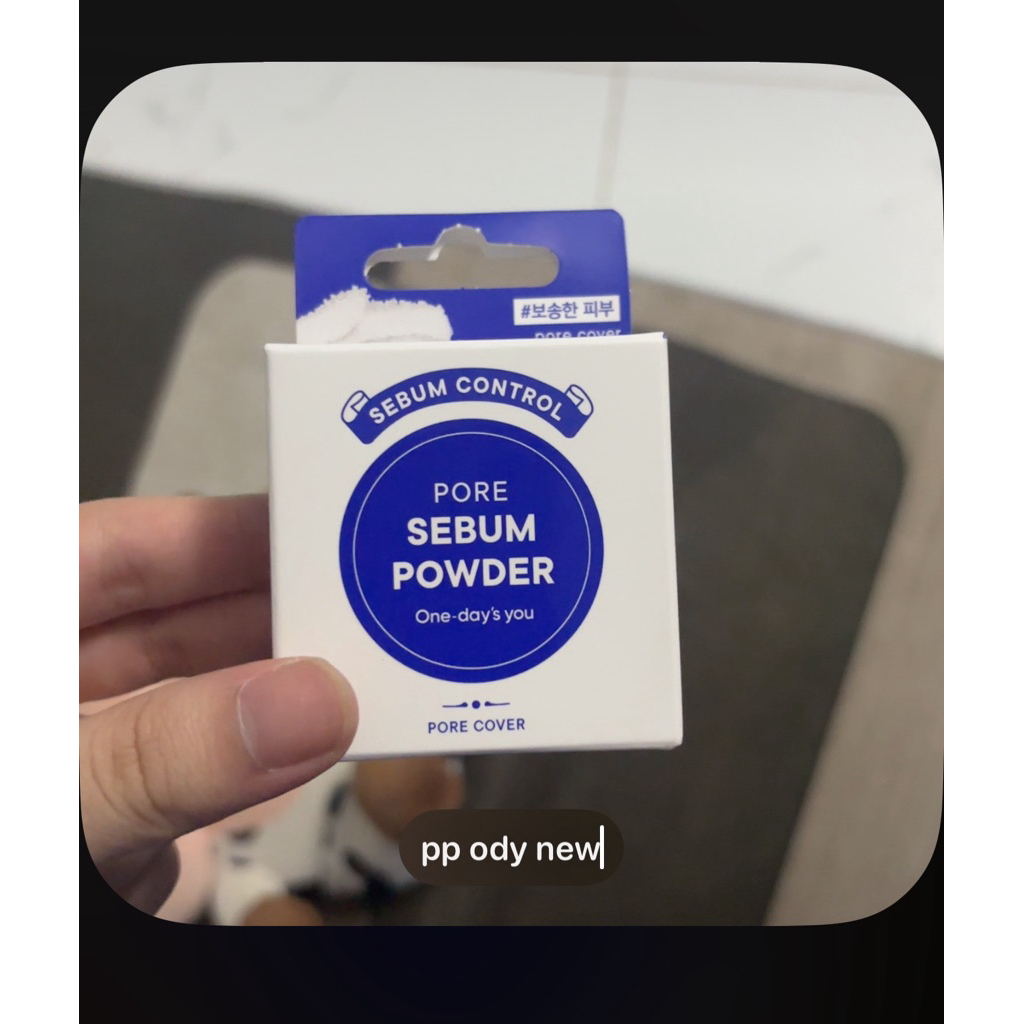 #보송한 피부
pore cover
SEBUM CONTROL
PORE
SEBUM
POWDER
One-day's you
PORE COVER
pp ody new